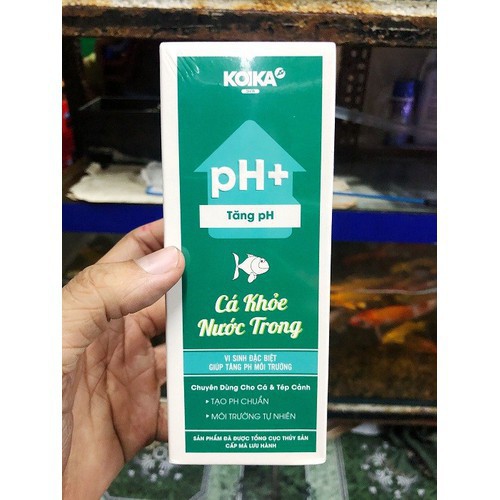 KOIKA
pH+
Tăng pH
Cá Khỏe
Nước Trong
VI SINH ĐẶC BIỆT
GIÚP TĂNG PH MÔI TRƯỜNG
Chuyên Dùng Cho Cá & Tép Cảnh
TẠO PH CHUẨN
MÔI TRƯỜNG TỰ NHIÊN
SẢN PHẨM ĐÃ ĐƯỢC TỔNG CỤC THỦY SẢN
CẤP MÃ LƯU HÀNH